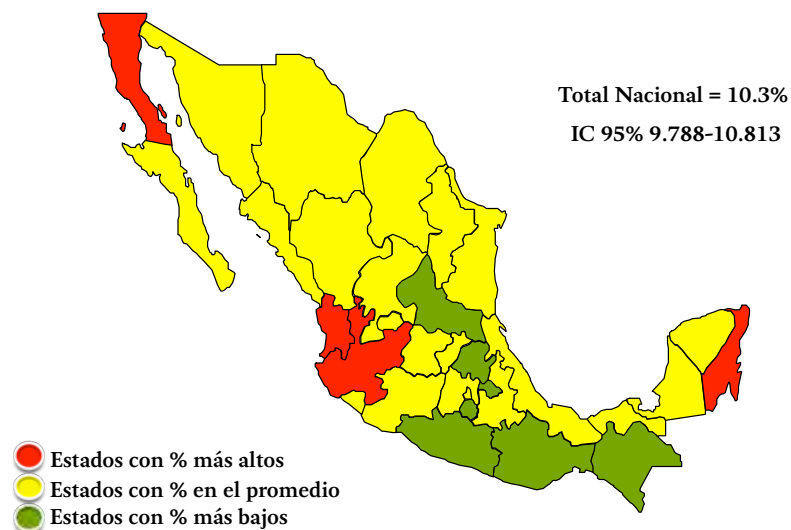 Total Nacional = 10.3%
IC 95% 9.788-10.813
Estados con % más altos
Estados con % en el promedio
Estados con % más bajos